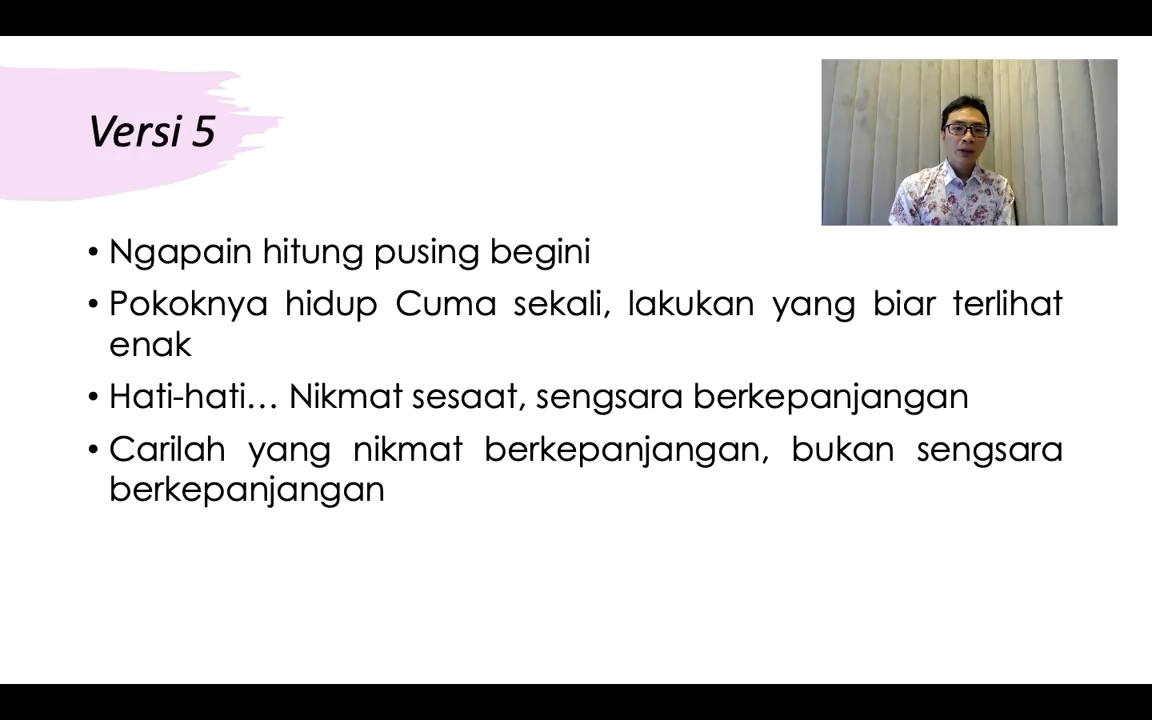 Versi 5
• Ngapain hitung pusing begini
• Pokoknya hidup Cuma sekali, lakukan yang biar terlihat
enak
• Hati-hati… Nikmat sesaat, sengsara berkepanjangan
• Carilah yang nikmat berkepanjangan, bukan sengsara
berkepanjangan